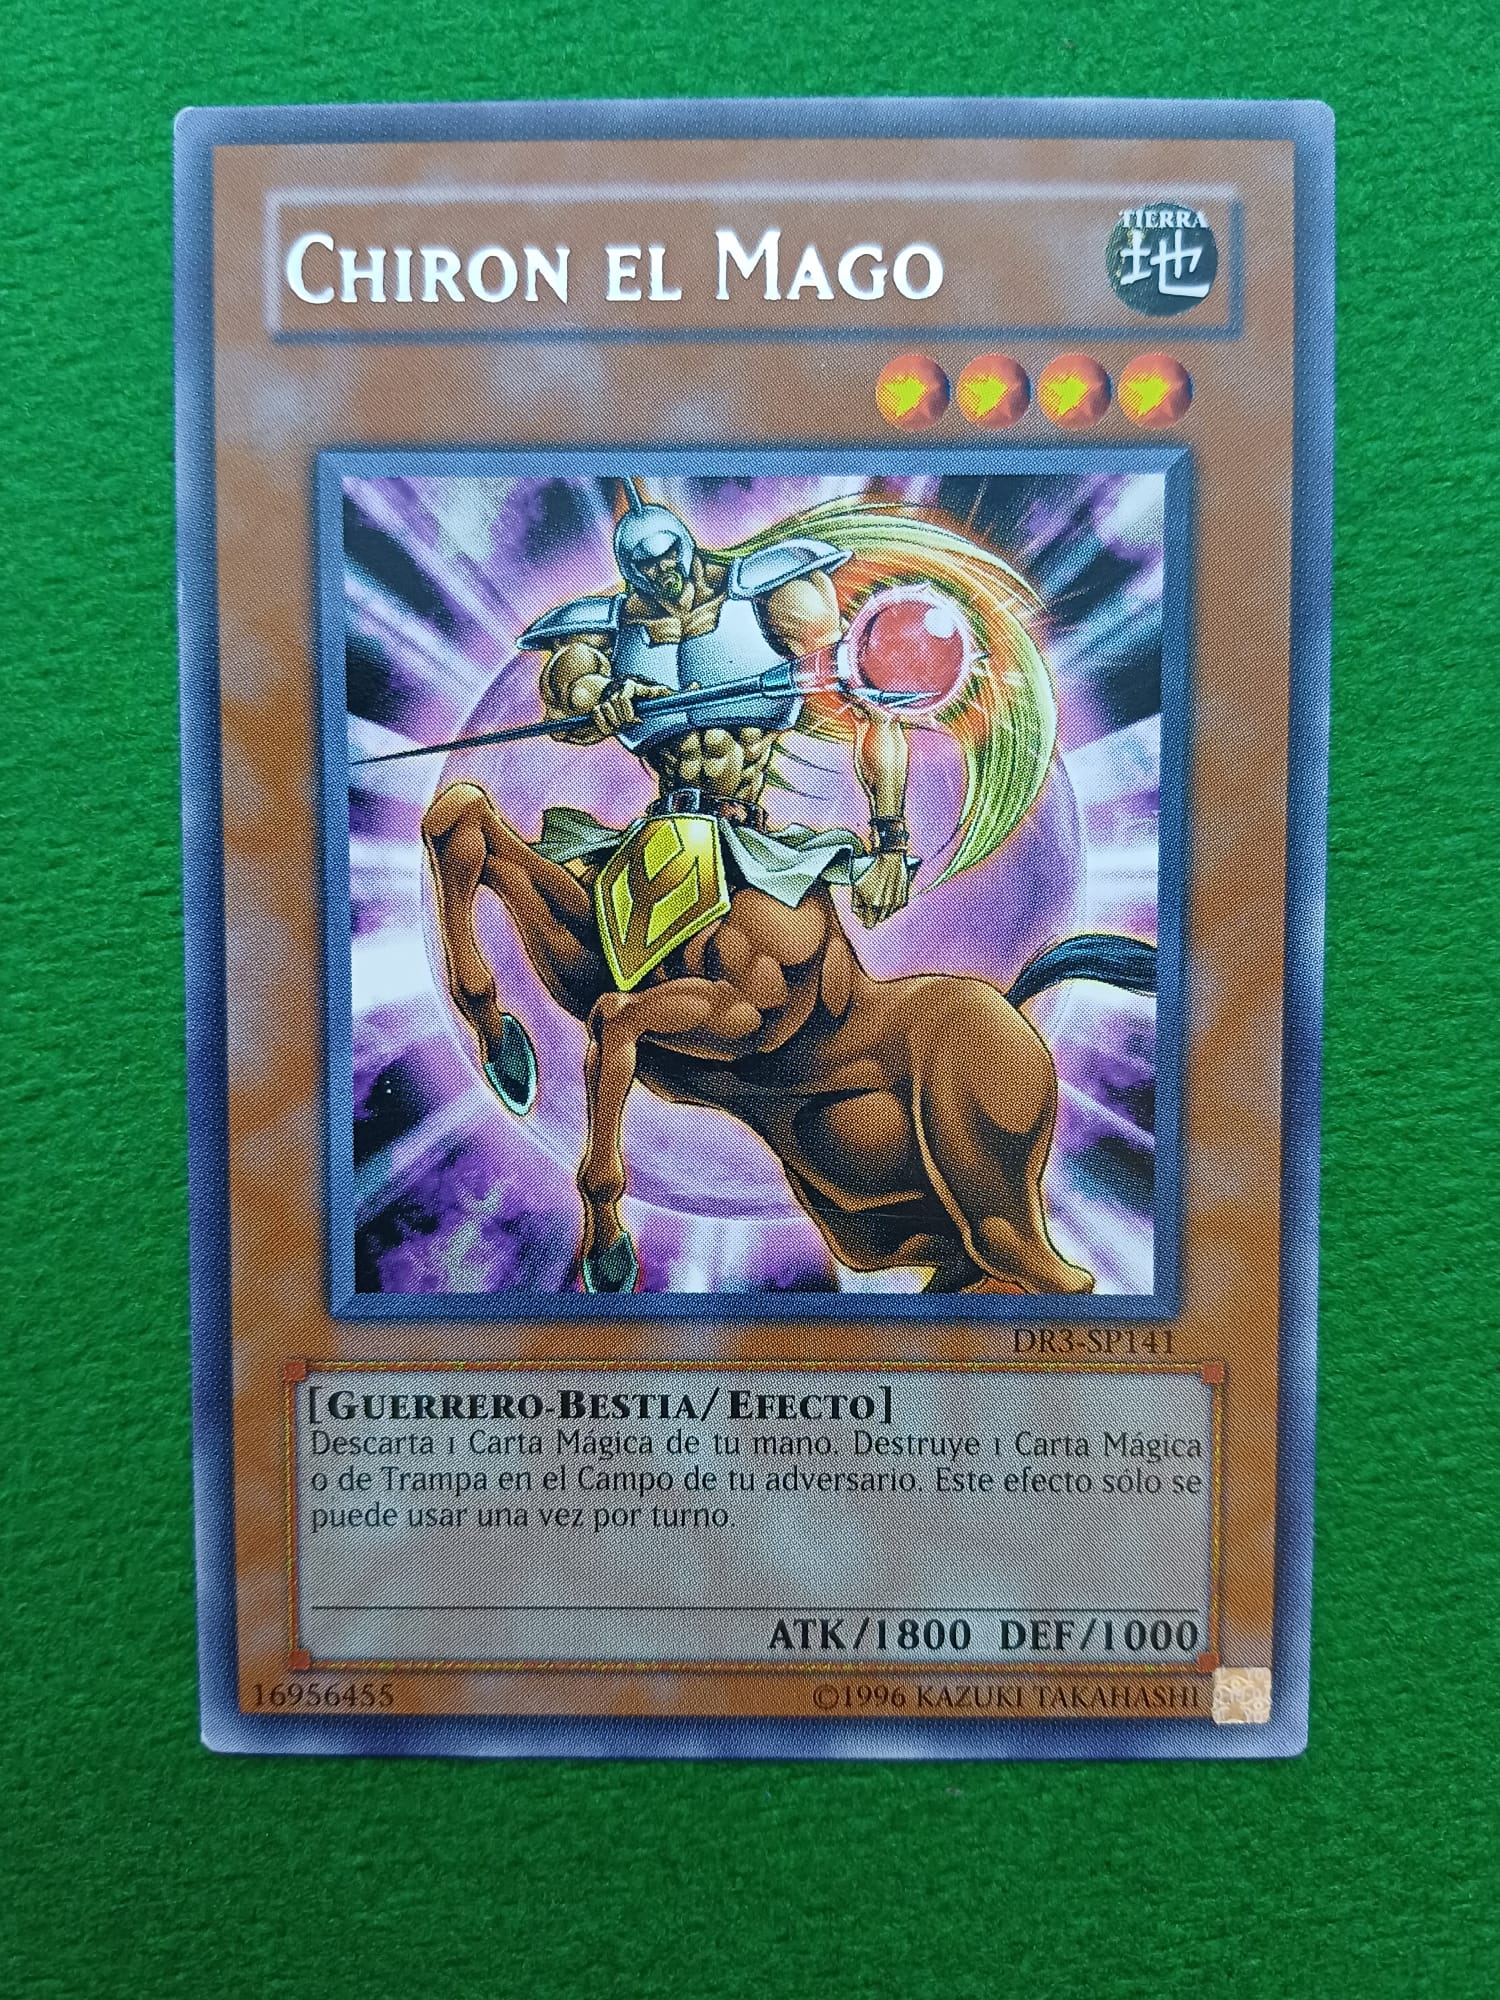 CHIRON EL MAGO
TIERRA
地
DR3-SP141
[GUERRERO-BESTIA/EFECTO]
Descarta 1 Carta Mágica de tu mano. Destruye 1 Carta Mágica
o de Trampa en el Campo de tu adversario. Este efecto sólo se
puede usar una vez por turno.
ATK/1800 DEF/1000
16956455
©1996 KAZUKI TAKAHASHI